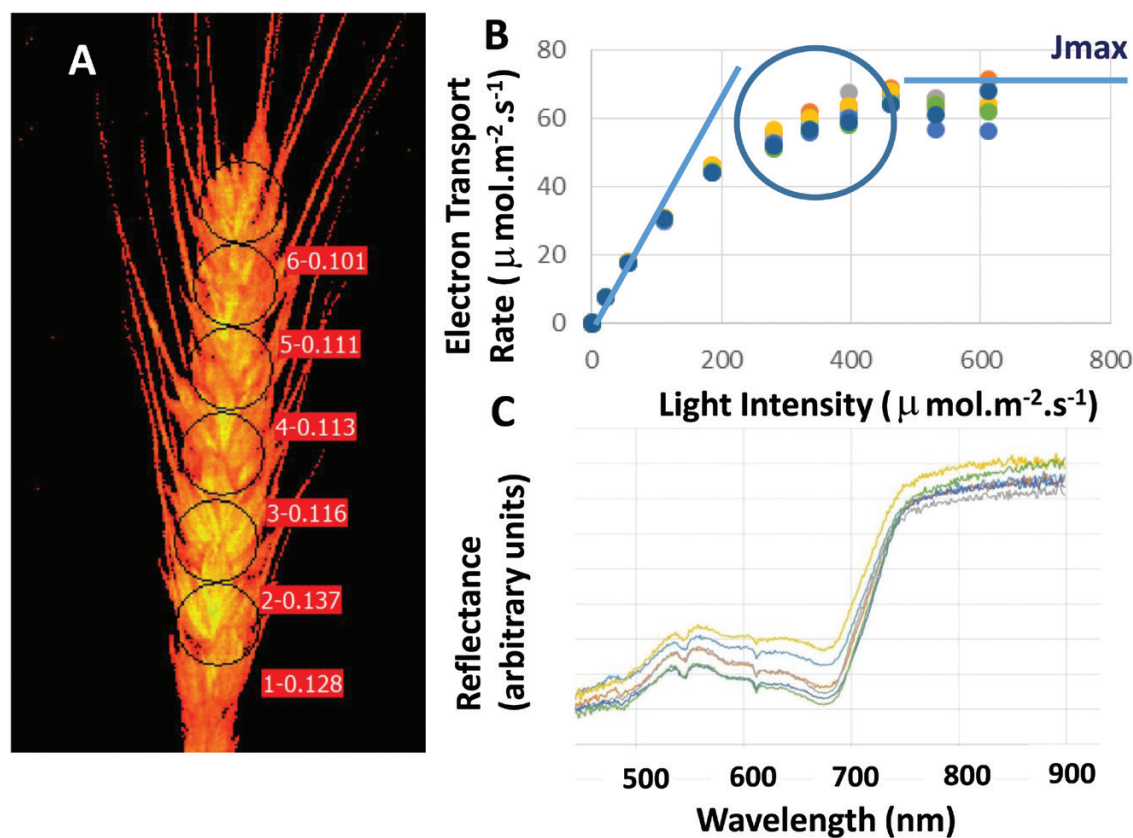 A
6-0.101
5-0.111
4-0.113
3-0.116
2-0.137
1-0.128
B
Electron Transport
Rate ( μ mol.m-2.s-1)
80
60
40
20
0
Jmax
0 200 400 600 800
Light Intensity ( μ mol.m-2.s-1)
C
Reflectance
(arbitrary units)
500 600 700 800 900
Wavelength (nm)